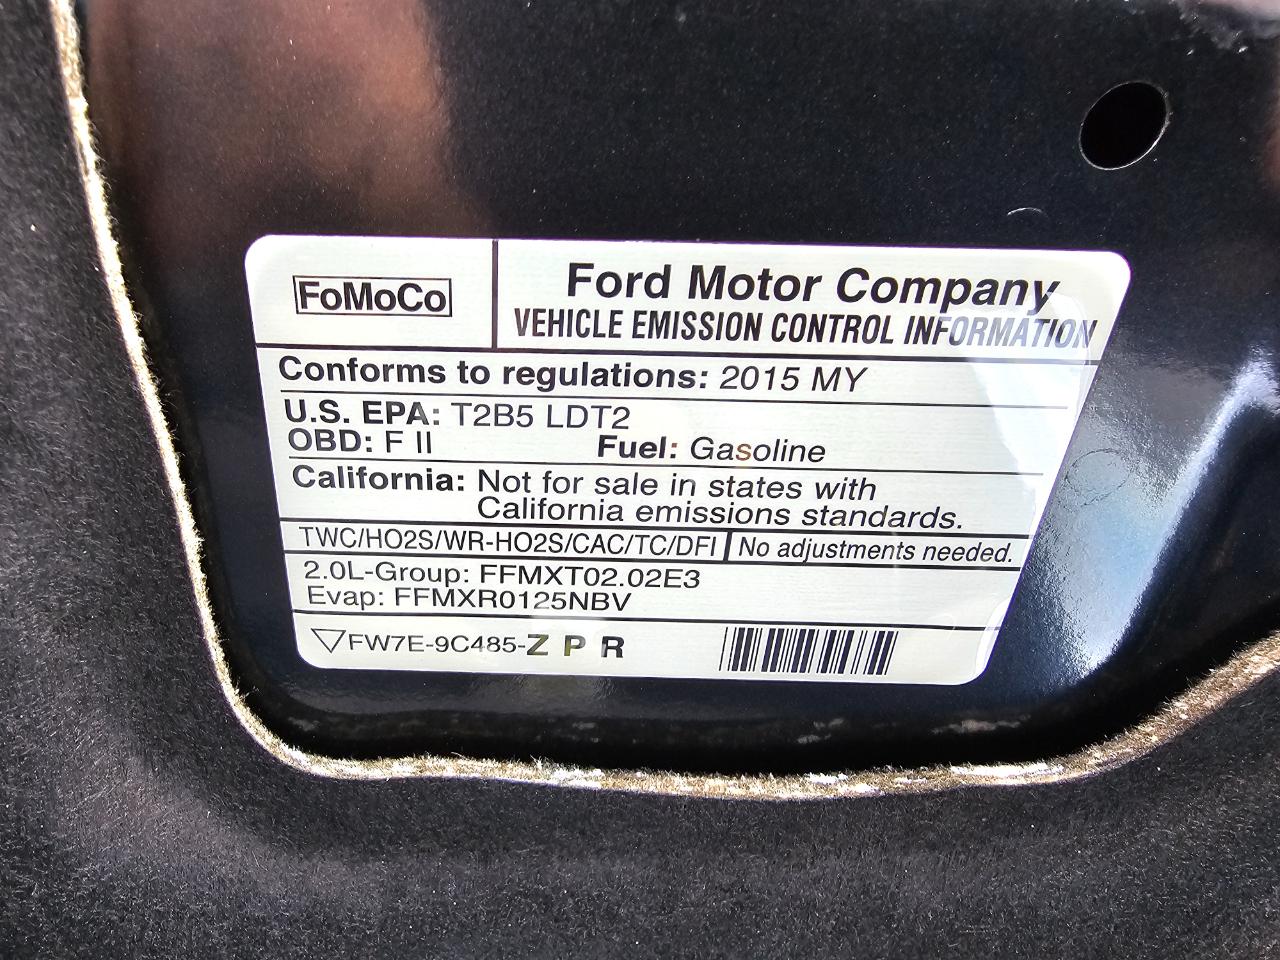 FoMoCo
Ford Motor Company
VEHICLE EMISSION CONTROL INFORMATION
Conforms to regulations: 2015 MY
U.S. EPA: T2B5 LDT2
OBD: F II Fuel: Gasoline
California: Not for sale in states with
California emissions standards.
TWC/HO2S/WR-HO2S/CAC/TC/DFI No adjustments needed.
2.0L-Group: FFMXT02.02E3
Evap: FFMXR0125NBV
FW7E-9C485-Z P R